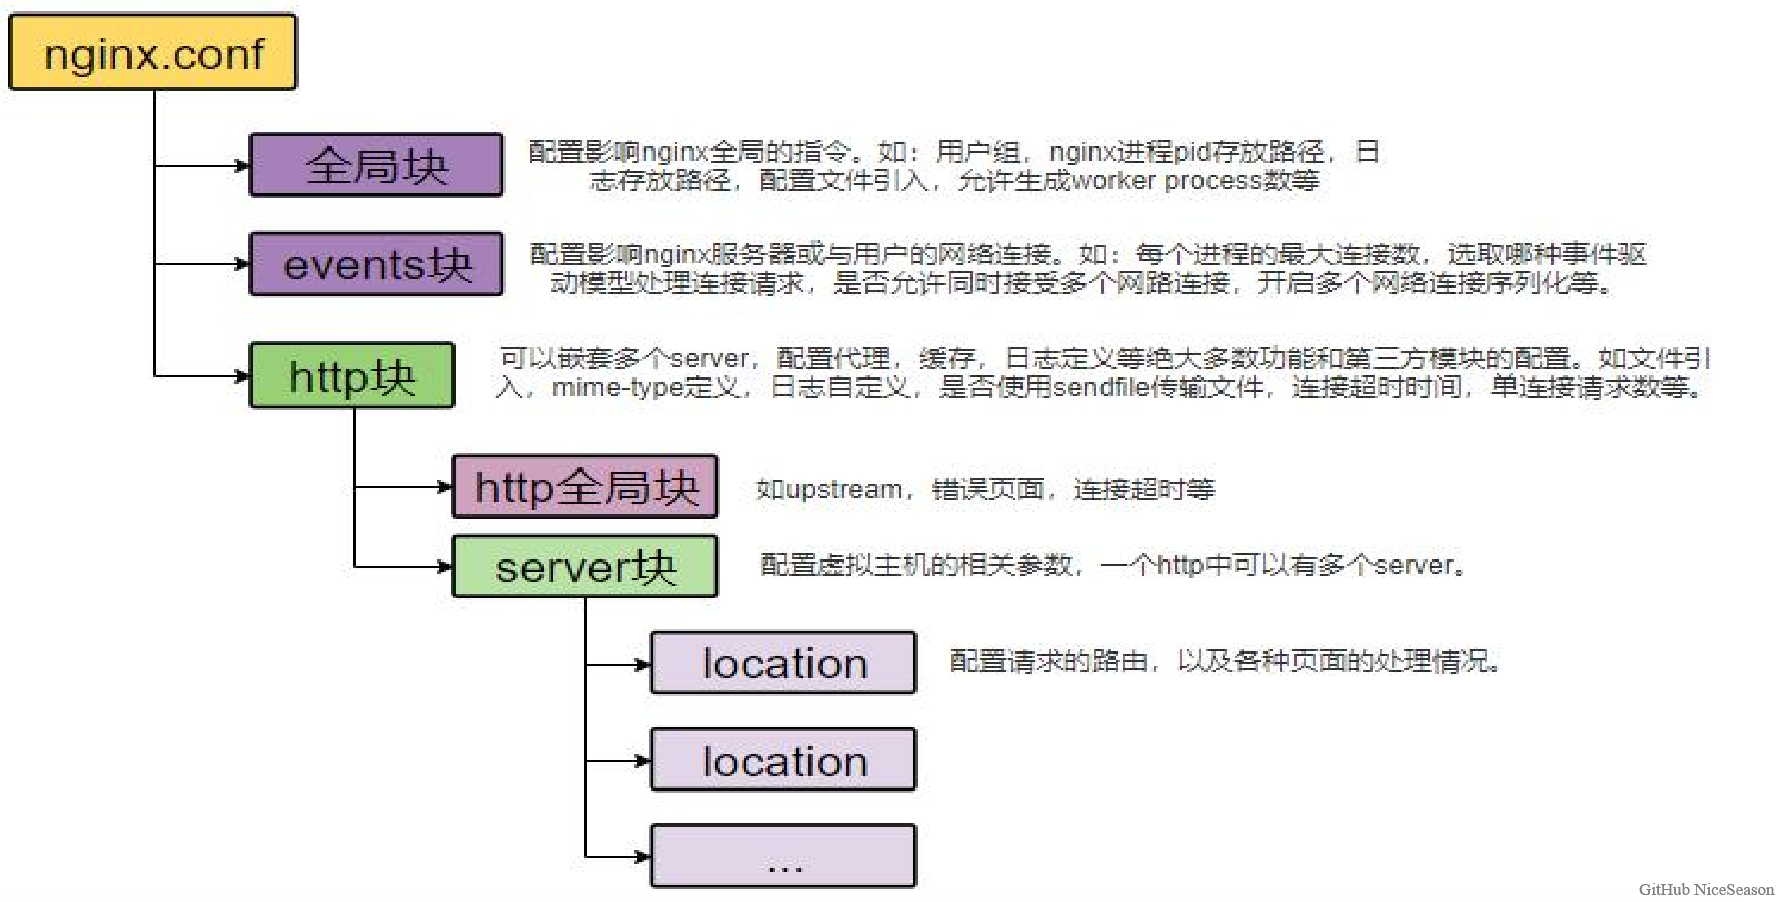 nginx.conf
全局块
配置影响nginx全局的指令。如：用户组，nginx进程pid存放路径，日
志存放路径，配置文件引入，允许生成worker process数等
events块
配置影响nginx服务器或与用户的网络连接。如：每个进程的最大连接数，选取哪种事件驱
动模型处理连接请求，是否允许同时接受多个网路连接，开启多个网络连接序列化等。
http块
可以嵌套多个server，配置代理，缓存，日志定义等绝大多数功能和第三方模块的配置。如文件引
入，mime-type定义，日志自定义，是否使用sendfile传输文件，连接超时时间，单连接请求数等。
http全局块
如upstream，错误页面，连接超时等
server块
配置虚拟主机的相关参数，一个http中可以有多个server。
location
配置请求的路由，以及各种页面的处理情况。
location
...
GitHub NiceSeason